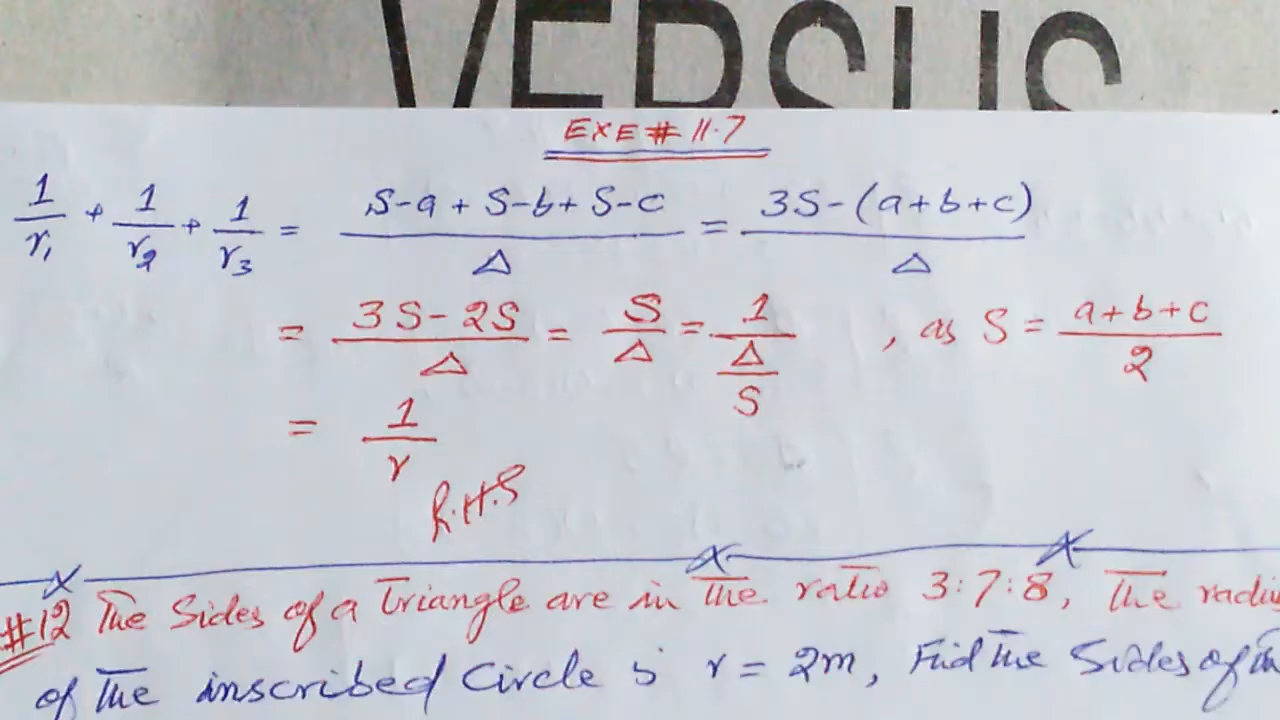 VERSUS
EXE # 11.7
1/r₁ + 1/r₂ + 1/r₃ = (S-a + S-b + S-c)/Δ = (3S-(a+b+c))/Δ
= (3S-2S)/Δ = S/Δ = 1/(Δ/S) , as S = (a+b+c)/2
= 1/r
R.H.S
#12 The Sides of a Triangle are in The ratio 3:7:8, The
of The inscribed Circle is r = 2m, Find The Sides of